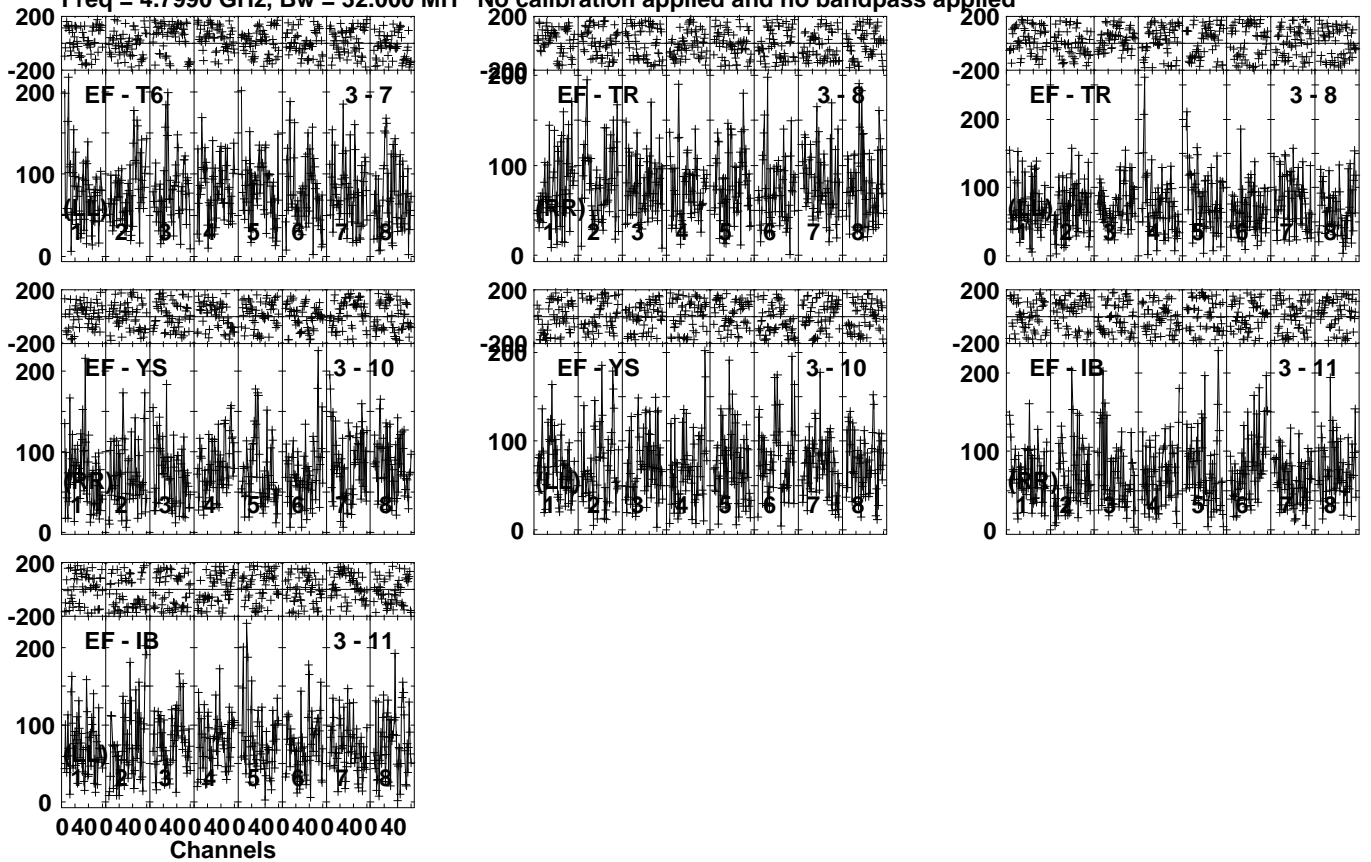 Freq = 4.7990 GHz, Bw = 32.000 MH No calibration applied and no bandpass applied
200 200 200
-200 -200 -200
200 EF - T6 3 - 7 200 EF - TR 3 - 8 EF - TR 3 - 8
200
100 100 100
(LL) (RR) (LL)
1 2 3 4 5 6 7 8 1 2 3 4 5 6 7 8 1 2 3 4 5 6 7 8
0 0 0
200 200 200
-200 -200 -200
200 EF - YS 3 - 10 200 EF - YS 3 - 10 200 EF - IB 3 - 11
100 100 100
(RR) (LL) (RR)
1 2 3 4 5 6 7 8 1 2 3 4 5 6 7 8 1 2 3 4 5 6 7 8
0 0 0
200
-200
200 EF - IB 3 - 11
100
(LL)
1 2 3 4 5 6 7 8
0
0 40 0 40 0 40 0 40 0 40 0 40 0 40 0 40
Channels